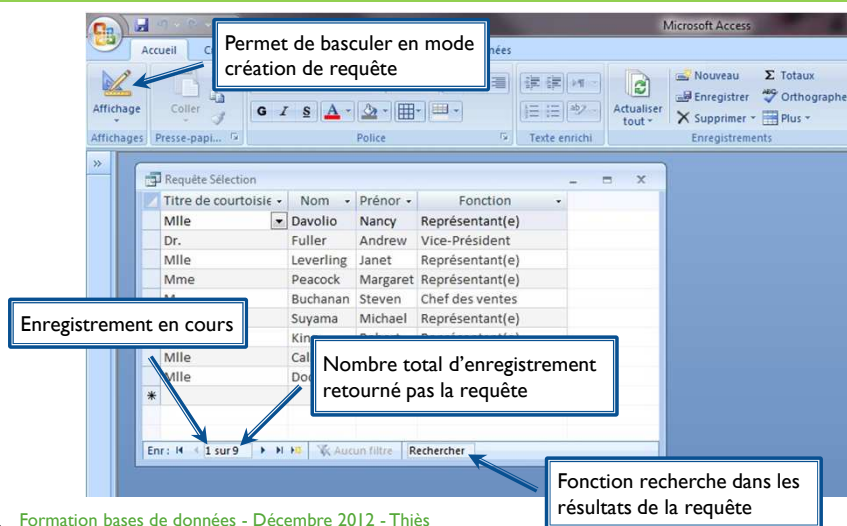 Microsoft Access
Accueil
Permet de basculer en mode
création de requête
Affichage
Coller
G I S A
Actualiser
tout
Nouveau
Enregistrer
Supprimer
Σ Totaux
Orthographe
Plus
Affichages
Presse-papi...
Police
Texte enrichi
Enregistrements
Requête Sélection
Titre de courtoisie Nom Prénor Fonction
Mlle Davolio Nancy Représentant(e)
Dr. Fuller Andrew Vice-Président
Mlle Leverling Janet Représentant(e)
Mme Peacock Margaret Représentant(e)
Buchanan Steven Chef des ventes
Suyama Michael Représentant(e)
Mlle
Mlle
Enregistrement en cours
Nombre total d’enregistrement
retourné pas la requête
Enr : 1 sur 9 Aucun filtre Rechercher
Fonction recherche dans les
résultats de la requête
Formation bases de données - Décembre 2012 - Thiès